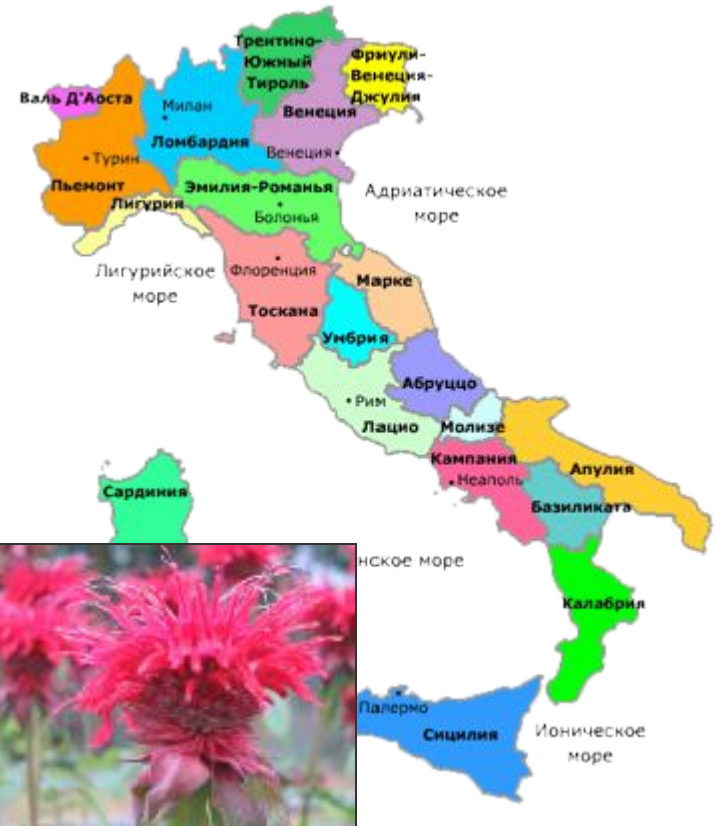 Трентино-
Южный
Тироль
Фриули-
Венеция-
Джулия
Валь Д'Аоста
Милан
Венеция
Ломбардия
Венеция
Турин
Пьемонт
Эмилия-Романья
Лигурия
Болонья
Адриатическое
море
Лигурийское
море
Флоренция
Марке
Тоскана
Умбрия
Абруццо
Рим
Лацио
Молизе
Кампания
Неаполь
Апулия
Сардиния
Базиликата
нское море
Калабрия
Палермо
Сицилия
Ионическое
море